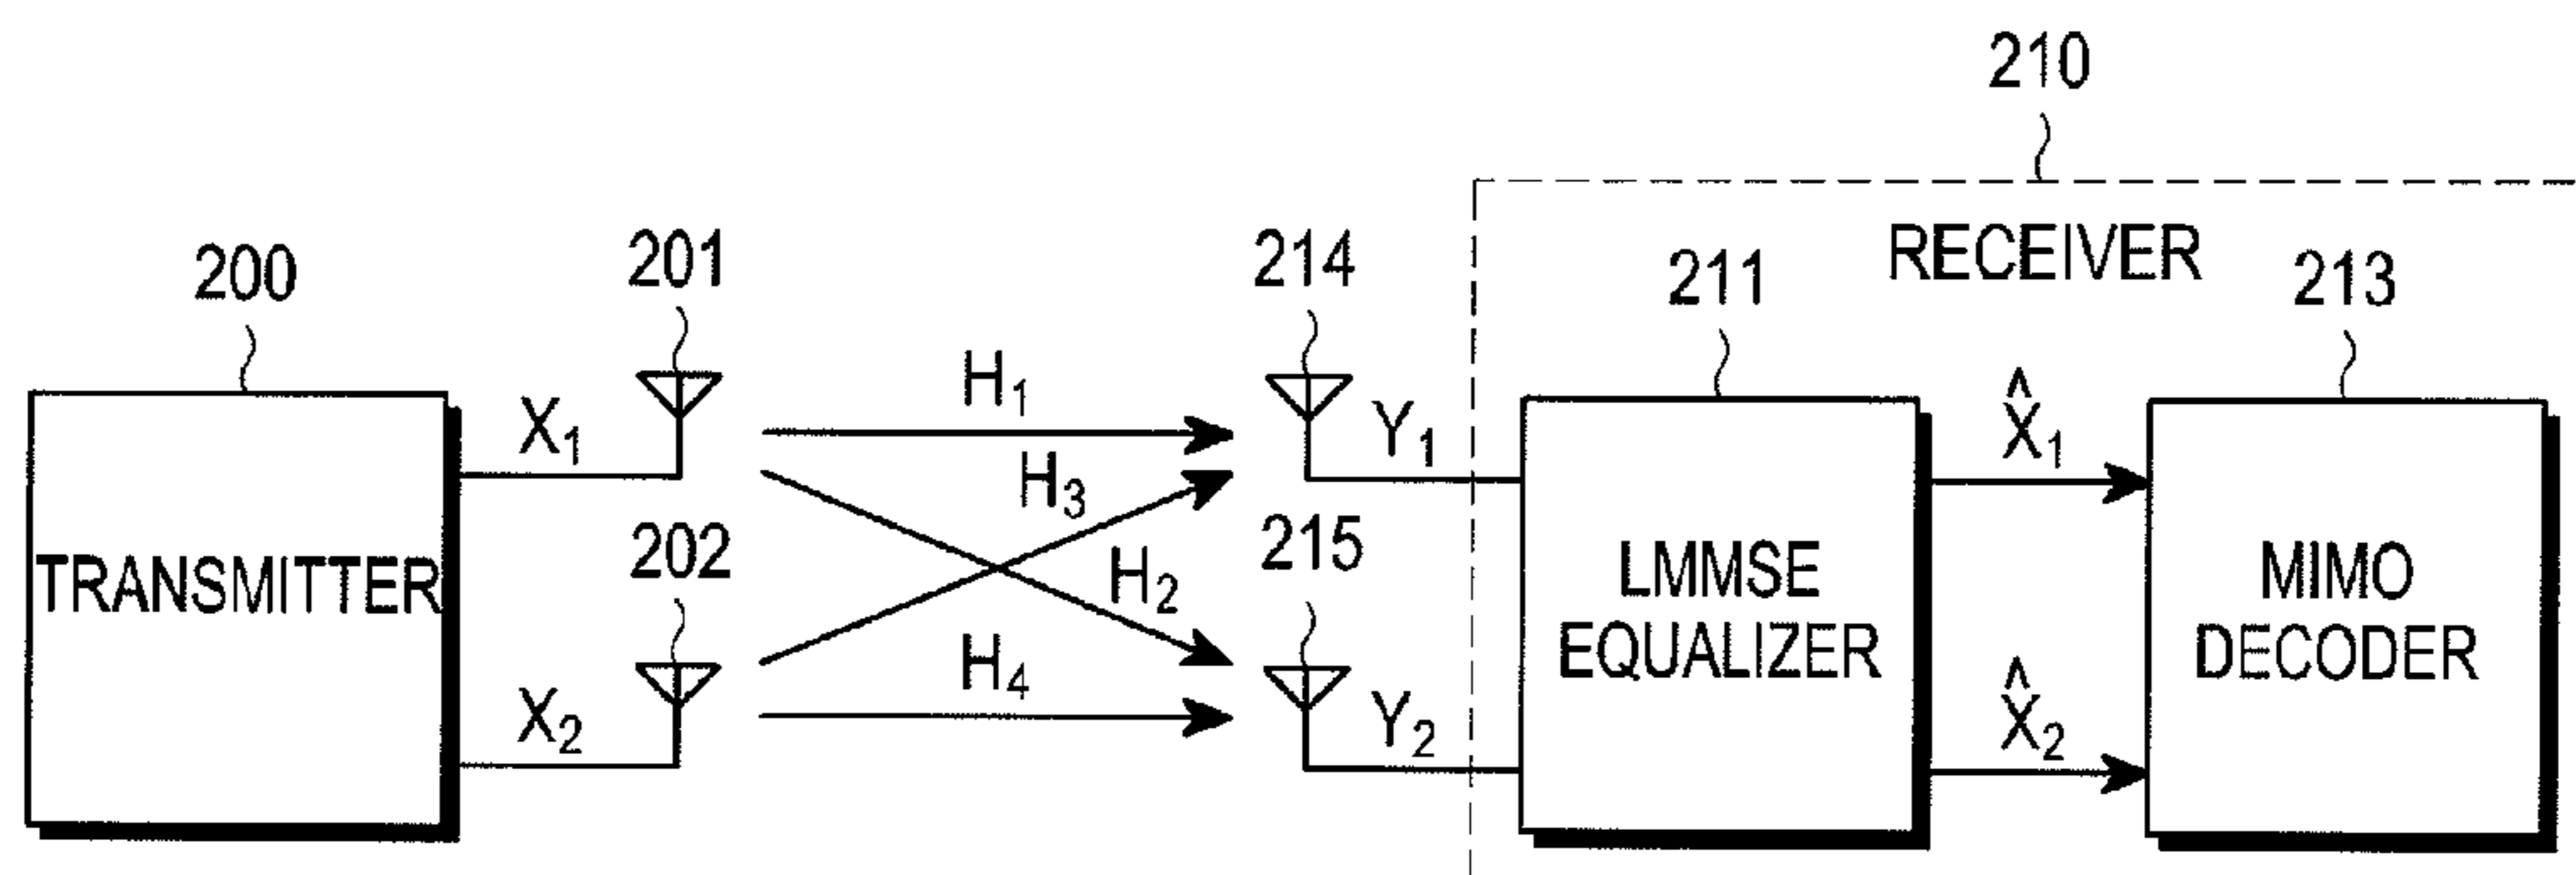 210
RECEIVER
200
201
214
211
213
H₁
X₁
Y₁
X̂₁
H₃
202
215
TRANSMITTER
H₂
LMMSE
EQUALIZER
MIMO
DECODER
H₄
X₂
Y₂
X̂₂